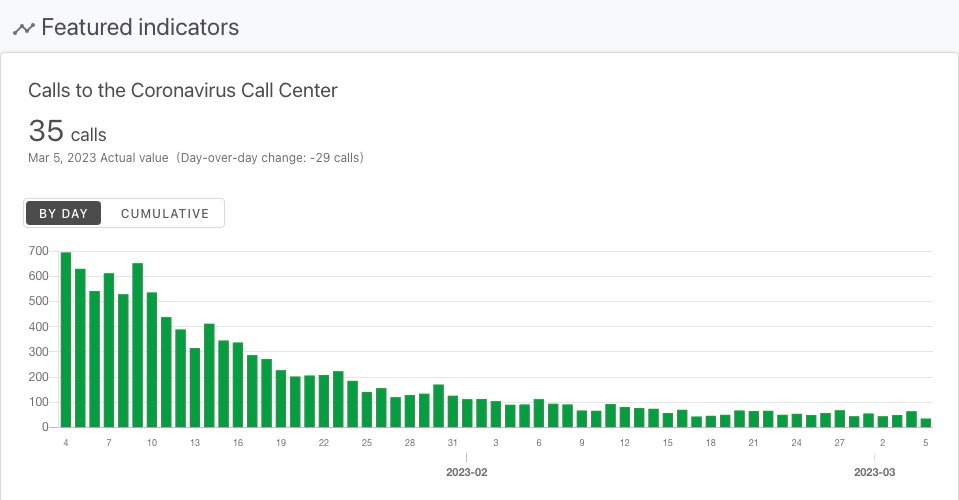 Featured indicators
Calls to the Coronavirus Call Center
35 calls
Mar 5, 2023 Actual value (Day-over-day change: -29 calls)
BY DAY CUMULATIVE
700
600
500
400
300
200
100
0
4 7 10 13 16 19 22 25 28 31 3 6 9 12 15 18 21 24 27 2 5
2023-02 2023-03